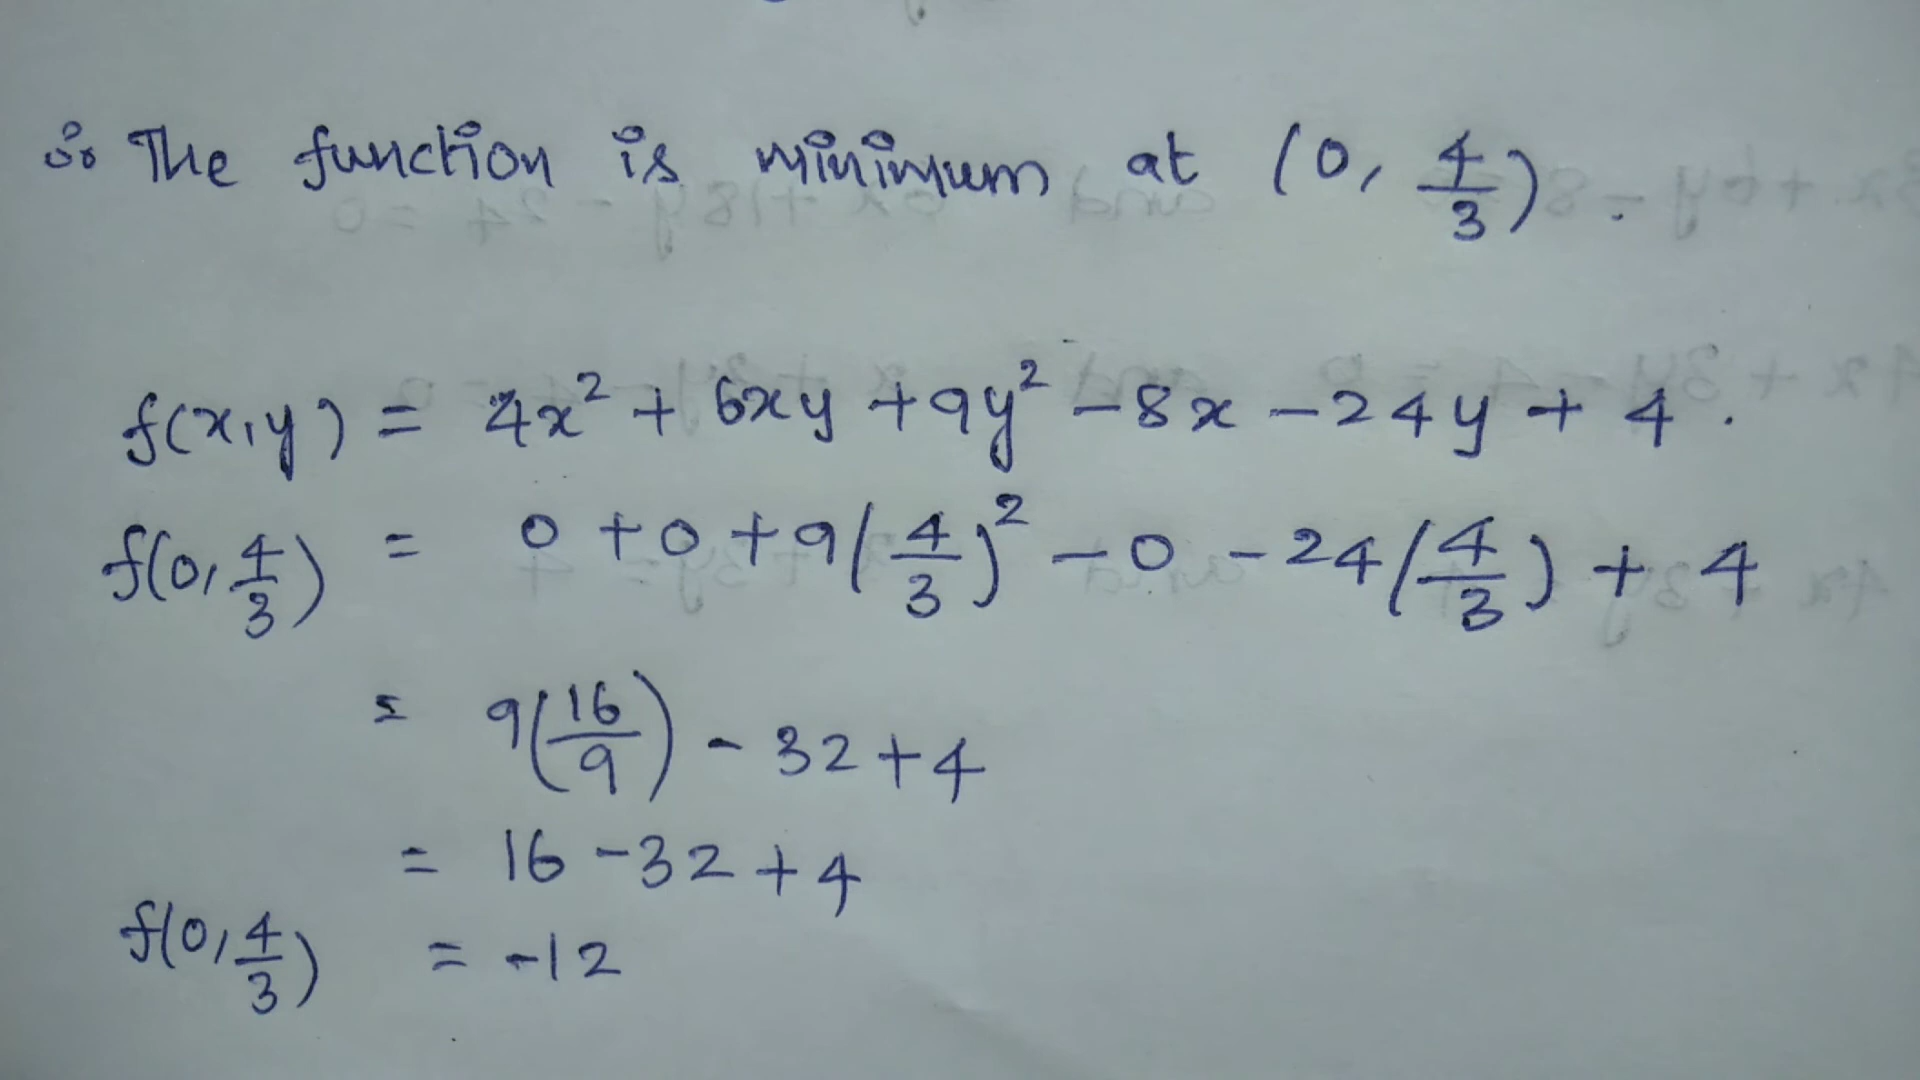 ∴ The function is minimum at (0, 4/3).
f(x,y) = 4x² + 6xy + 9y² - 8x - 24y + 4.
f(0, 4/3) = 0 + 0 + 9(4/3)² - 0 - 24(4/3) + 4
= 9(16/9) - 32 + 4
= 16 - 32 + 4
f(0, 4/3) = -12